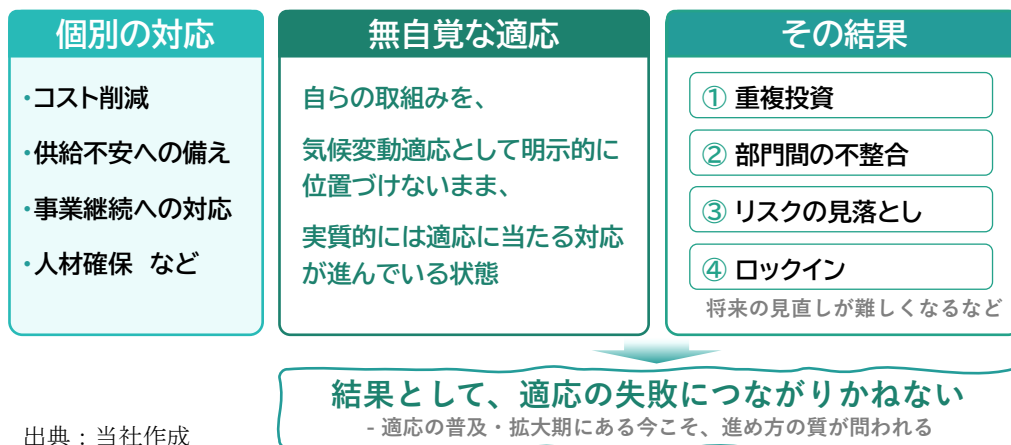 個別の対応
・コスト削減
・供給不安への備え
・事業継続への対応
・人材確保 など
無自覚な適応
自らの取組みを、
気候変動適応として明示的に
位置づけないまま、
実質的には適応に当たる対応
が進んでいる状態
その結果
① 重複投資
② 部門間の不整合
③ リスクの見落とし
④ ロックイン
将来の見直しが難しくなるなど
結果として、適応の失敗につながりかねない
- 適応の普及・拡大期にある今こそ、進め方の質が問われる
出典：当社作成